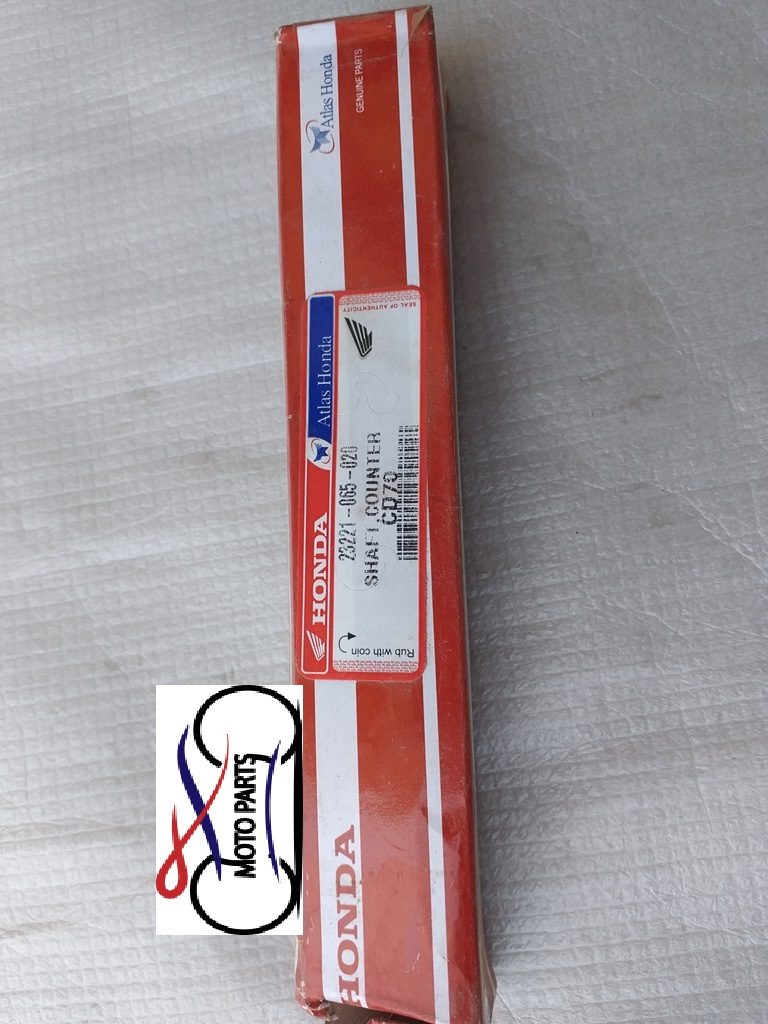 Atlas Honda
GENUINE PARTS
HONDA
Atlas Honda
SEAL OF AUTHENTICITY
23221-065-020
SHAFT,COUNTER
CD70
Rub with coin
HONDA
MOTO PARTS